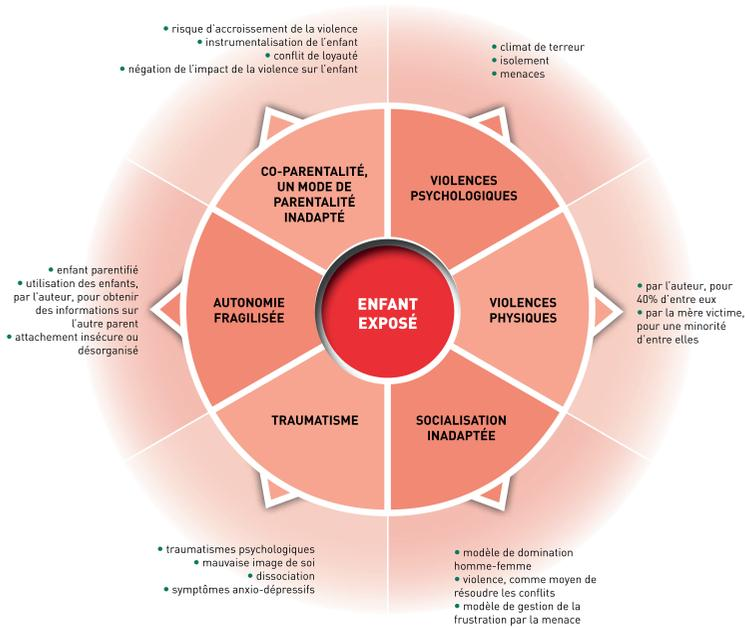 • risque d'accroissement de la violence
• instrumentalisation de l'enfant
• conflit de loyauté
• négation de l'impact de la violence sur l'enfant
• climat de terreur
• isolement
• menaces
CO-PARENTALITÉ,
UN MODE DE
PARENTALITÉ
INADAPTÉ
VIOLENCES
PSYCHOLOGIQUES
• enfant parentifié
• utilisation des enfants,
par l'auteur, pour obtenir
des informations sur
l'autre parent
• attachement insécure ou
désorganisé
AUTONOMIE
FRAGILISÉE
ENFANT
EXPOSÉ
VIOLENCES
PHYSIQUES
• par l'auteur, pour
40% d'entre eux
• par la mère victime,
pour une minorité
d'entre elles
TRAUMATISME
SOCIALISATION
INADAPTÉE
• traumatismes psychologiques
• mauvaise image de soi
• dissociation
• symptômes anxio-dépressifs
• modèle de domination
homme-femme
• violence, comme moyen de
résoudre les conflits
• modèle de gestion de la
frustration par la menace